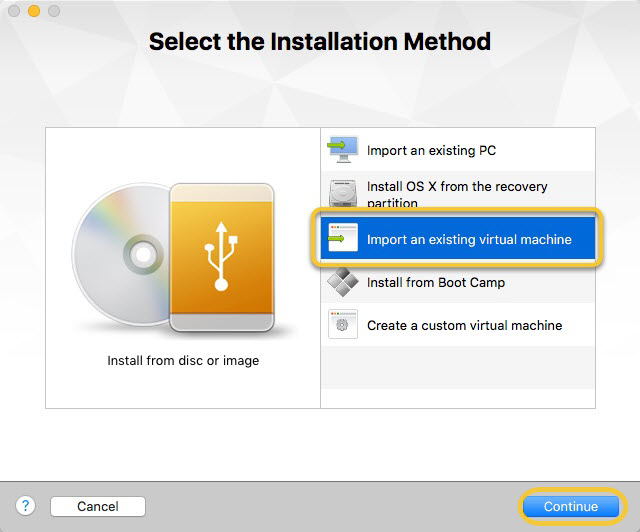 Select the Installation Method
Import an existing PC
Install OS X from the recovery
partition
Import an existing virtual machine
Install from Boot Camp
Create a custom virtual machine
Install from disc or image
? Cancel Continue